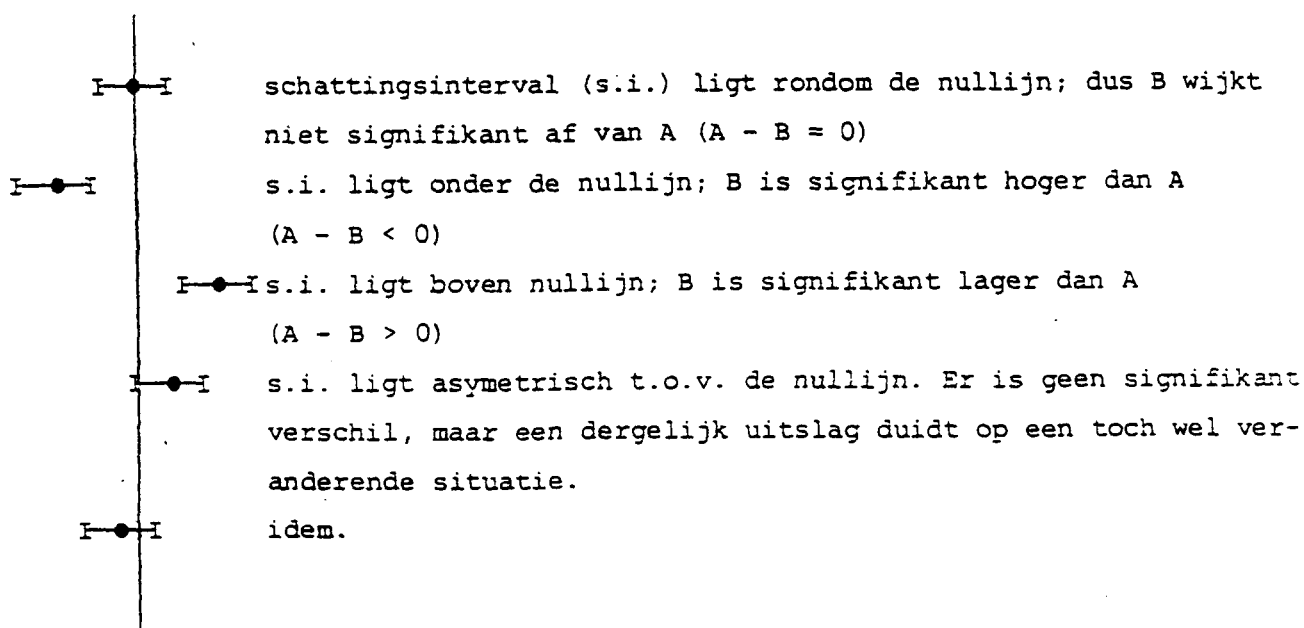 schattingsinterval (s.i.) ligt rondom de nullijn; dus B wijkt
niet signifikant af van A (A - B = 0)
s.i. ligt onder de nullijn; B is signifikant hoger dan A
(A - B < 0)
s.i. ligt boven nullijn; B is signifikant lager dan A
(A - B > 0)
s.i. ligt asymetrisch t.o.v. de nullijn. Er is geen signifikant
verschil, maar een dergelijk uitslag duidt op een toch wel ver-
anderende situatie.
idem.